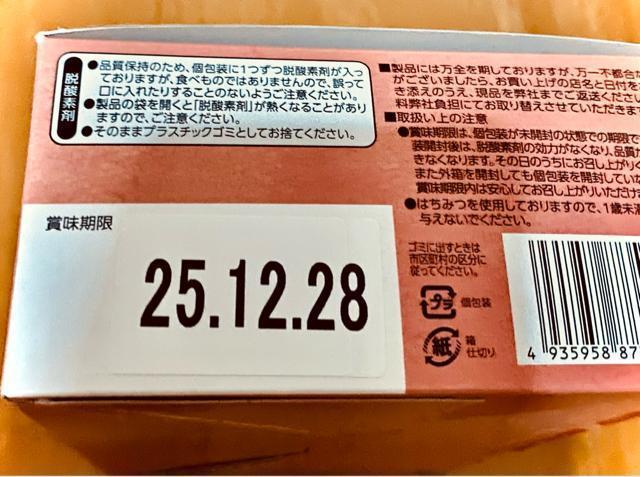 脱酸素剤
●品質保持のため、個包装に1つずつ脱酸素剤が入っ
ておりますが、食べものではありませんので、誤って
口に入れたりすることのないようご注意ください。
●製品の袋を開くと｢脱酸素剤｣が熱くなることがあり
ますので、ご注意ください。
●そのままプラスチックゴミとしてお捨てください。
賞味期限
25.12.28
■製品には万全を期しておりますが、万一不都合
がございましたら、お買い上げの店名と日付を
き添えのうえ、現品を弊社までご返送くださ
料弊社負担にてお取り替えさせていただきま
■取扱い上の注意
●賞味期限は、個包装が未開封の状態での期限で
装開封後は、脱酸素剤の効力がなくなり、品質
きなくなります。その日のうちにお召し上がりく
また外箱を開封しても個包装を開封してい
賞味期限内は安心してお召し上がりいただけ
●はちみつを使用しておりますので、1歳未
与えないでください。
ゴミに出すときは
市区町村の区分に
従ってください。
プラ 個包装
紙 箱
仕切り
4 935958 87